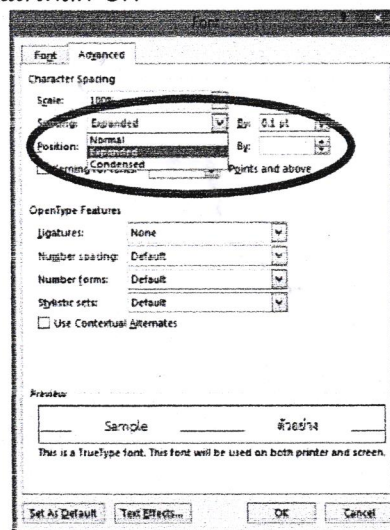 Font
Font Advanced
Character Spacing
Scale: 100%
Spacing: Expanded By: 0.1 pt
Position: Normal By:
Expanded
Condensed
Points and above
OpenType Features
Ligatures: None
Number spacing: Default
Number forms: Default
Stylistic sets: Default
Use Contextual Alternates
Preview
Sample ตัวอย่าง
This is a TrueType font. This font will be used on both printer and screen.
Set As Default Text Effects... OK Cancel